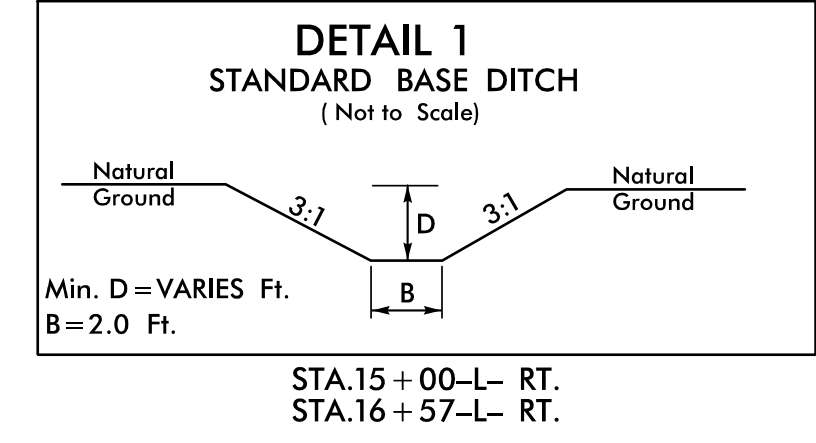 DETAIL 1
STANDARD BASE DITCH
( Not to Scale)
Natural
Ground
3:1
D
3:1
Natural
Ground
B
Min. D=VARIES Ft.
B=2.0 Ft.
STA.15+00-L- RT.
STA.16+57-L- RT.